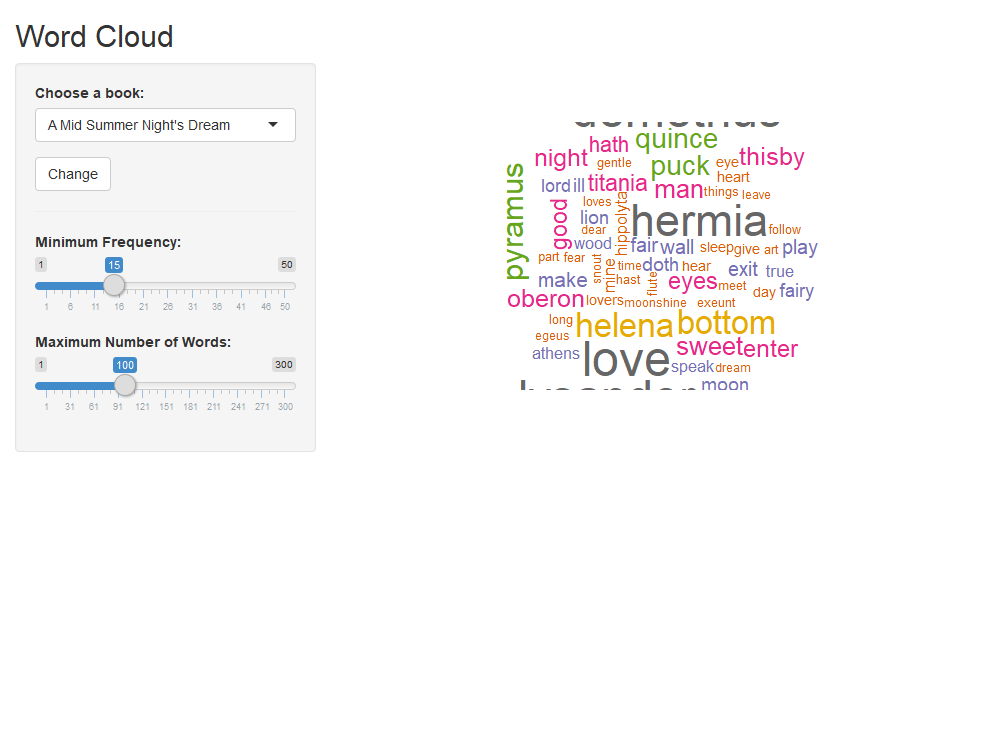 Word Cloud
Choose a book:
A Mid Summer Night's Dream
Change
Minimum Frequency:
1 15 50
1 6 11 16 21 26 31 36 41 46 50
Maximum Number of Words:
1 100 300
1 31 61 91 121 151 181 211 241 271 300
demetrius
hath quince
night gentle puck eye thisby
heart
lord ill titania man things leave
pyramus
good
loves
hippolyta
hermia
lion
dear
follow
wood fair wall sleep give art play
part fear
snout
mine
time doth hear exit true
make
hast
flute
eyes meet day fairy
oberon lovers moonshine exeunt
long helena bottom
egeus
athens love sweet enter
speak dream
lysander moon